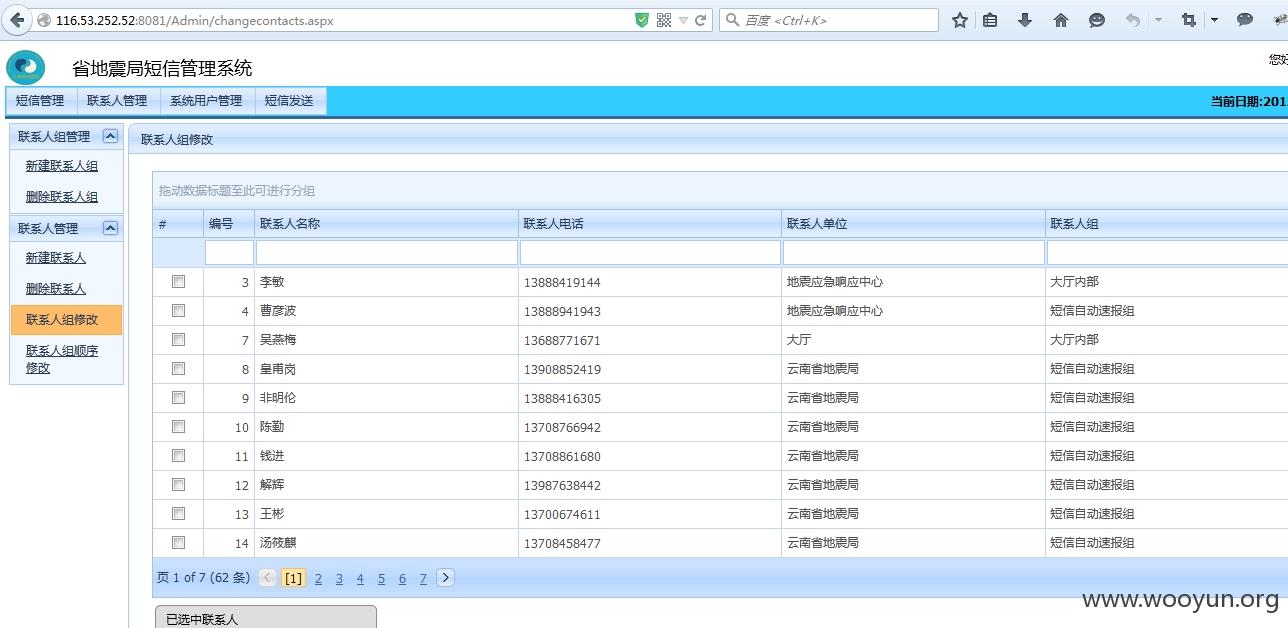 116.53.252.52:8081/Admin/changecontacts.aspx
百度 <Ctrl+K>
省地震局短信管理系统
您好
短信管理 联系人管理 系统用户管理 短信发送
当前日期:201
联系人组管理
新建联系人组
删除联系人组
联系人管理
新建联系人
删除联系人
联系人组修改
联系人组顺序
修改
联系人组修改
拖动数据标题至此可进行分组
# 编号 联系人名称 联系人电话 联系人单位 联系人组
3 李敏 13888419144 地震应急响应中心 大厅内部
4 曹彦波 13888941943 地震应急响应中心 短信自动速报组
7 吴燕梅 13688771671 大厅 大厅内部
8 皇甫岗 13908852419 云南省地震局 短信自动速报组
9 非明伦 13888416305 云南省地震局 短信自动速报组
10 陈勤 13708766942 云南省地震局 短信自动速报组
11 钱进 13708861680 云南省地震局 短信自动速报组
12 解辉 13987638442 云南省地震局 短信自动速报组
13 王彬 13700674611 云南省地震局 短信自动速报组
14 汤筱麒 13708458477 云南省地震局 短信自动速报组
页 1 of 7 (62 条) [1] 2 3 4 5 6 7
已选中联系人
www.wooyun.org